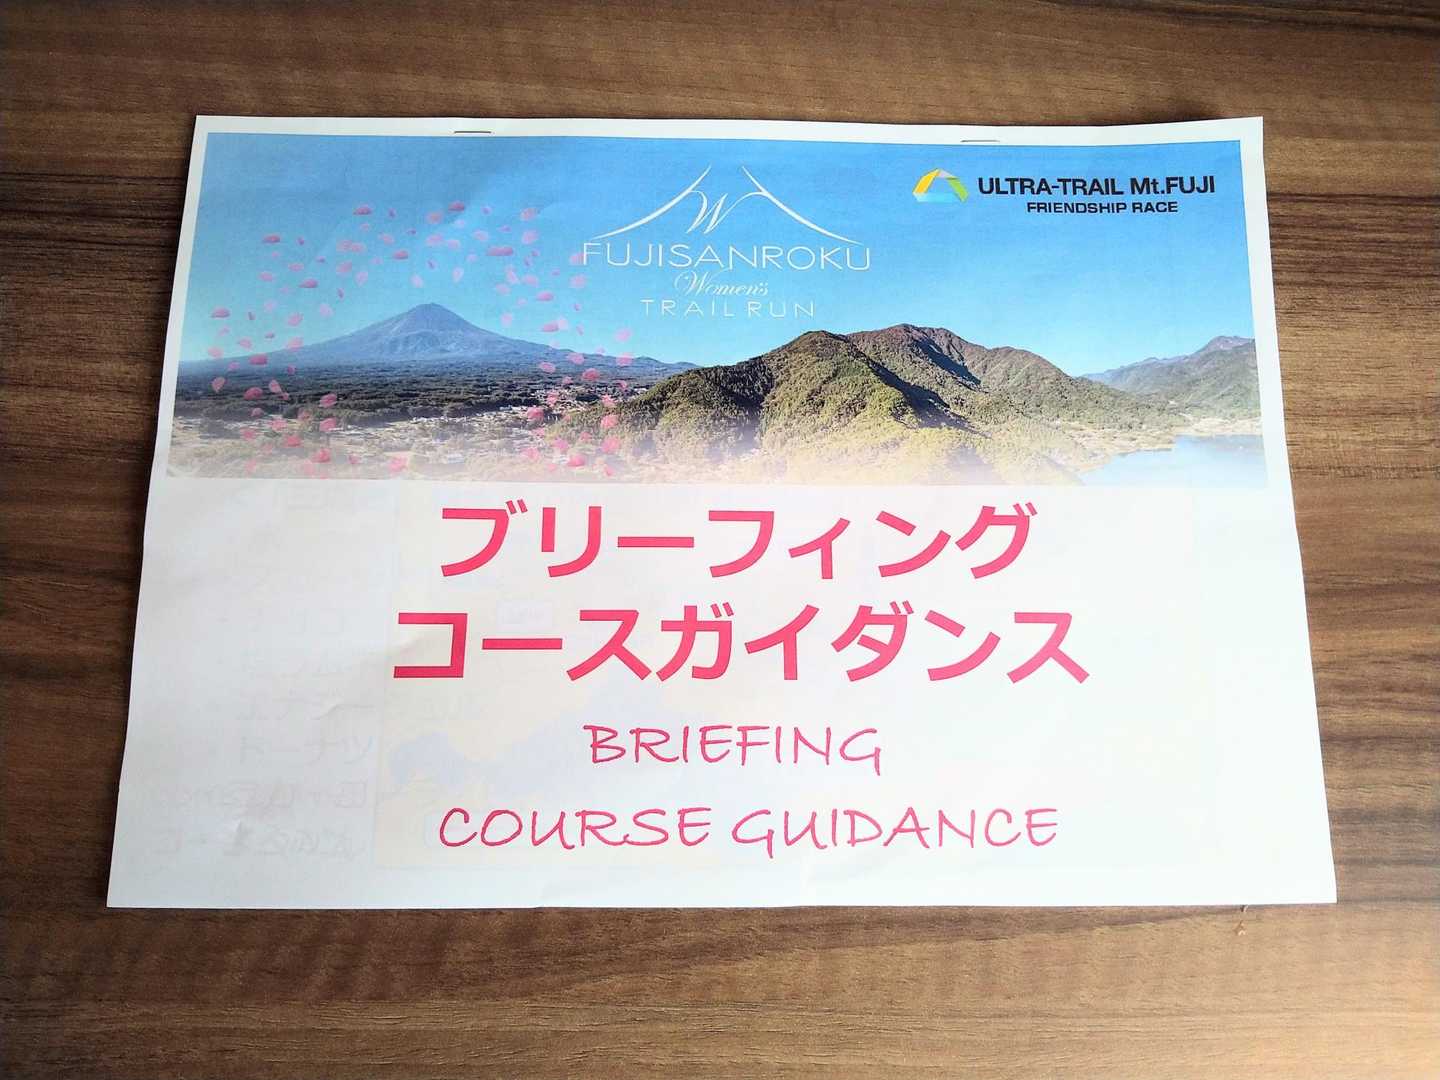 W
FUJISANROKU
Women's
TRAIL RUN
ULTRA-TRAIL Mt.FUJI
FRIENDSHIP RACE
ブリーフィング
コースガイダンス
BRIEFING
COURSE GUIDANCE